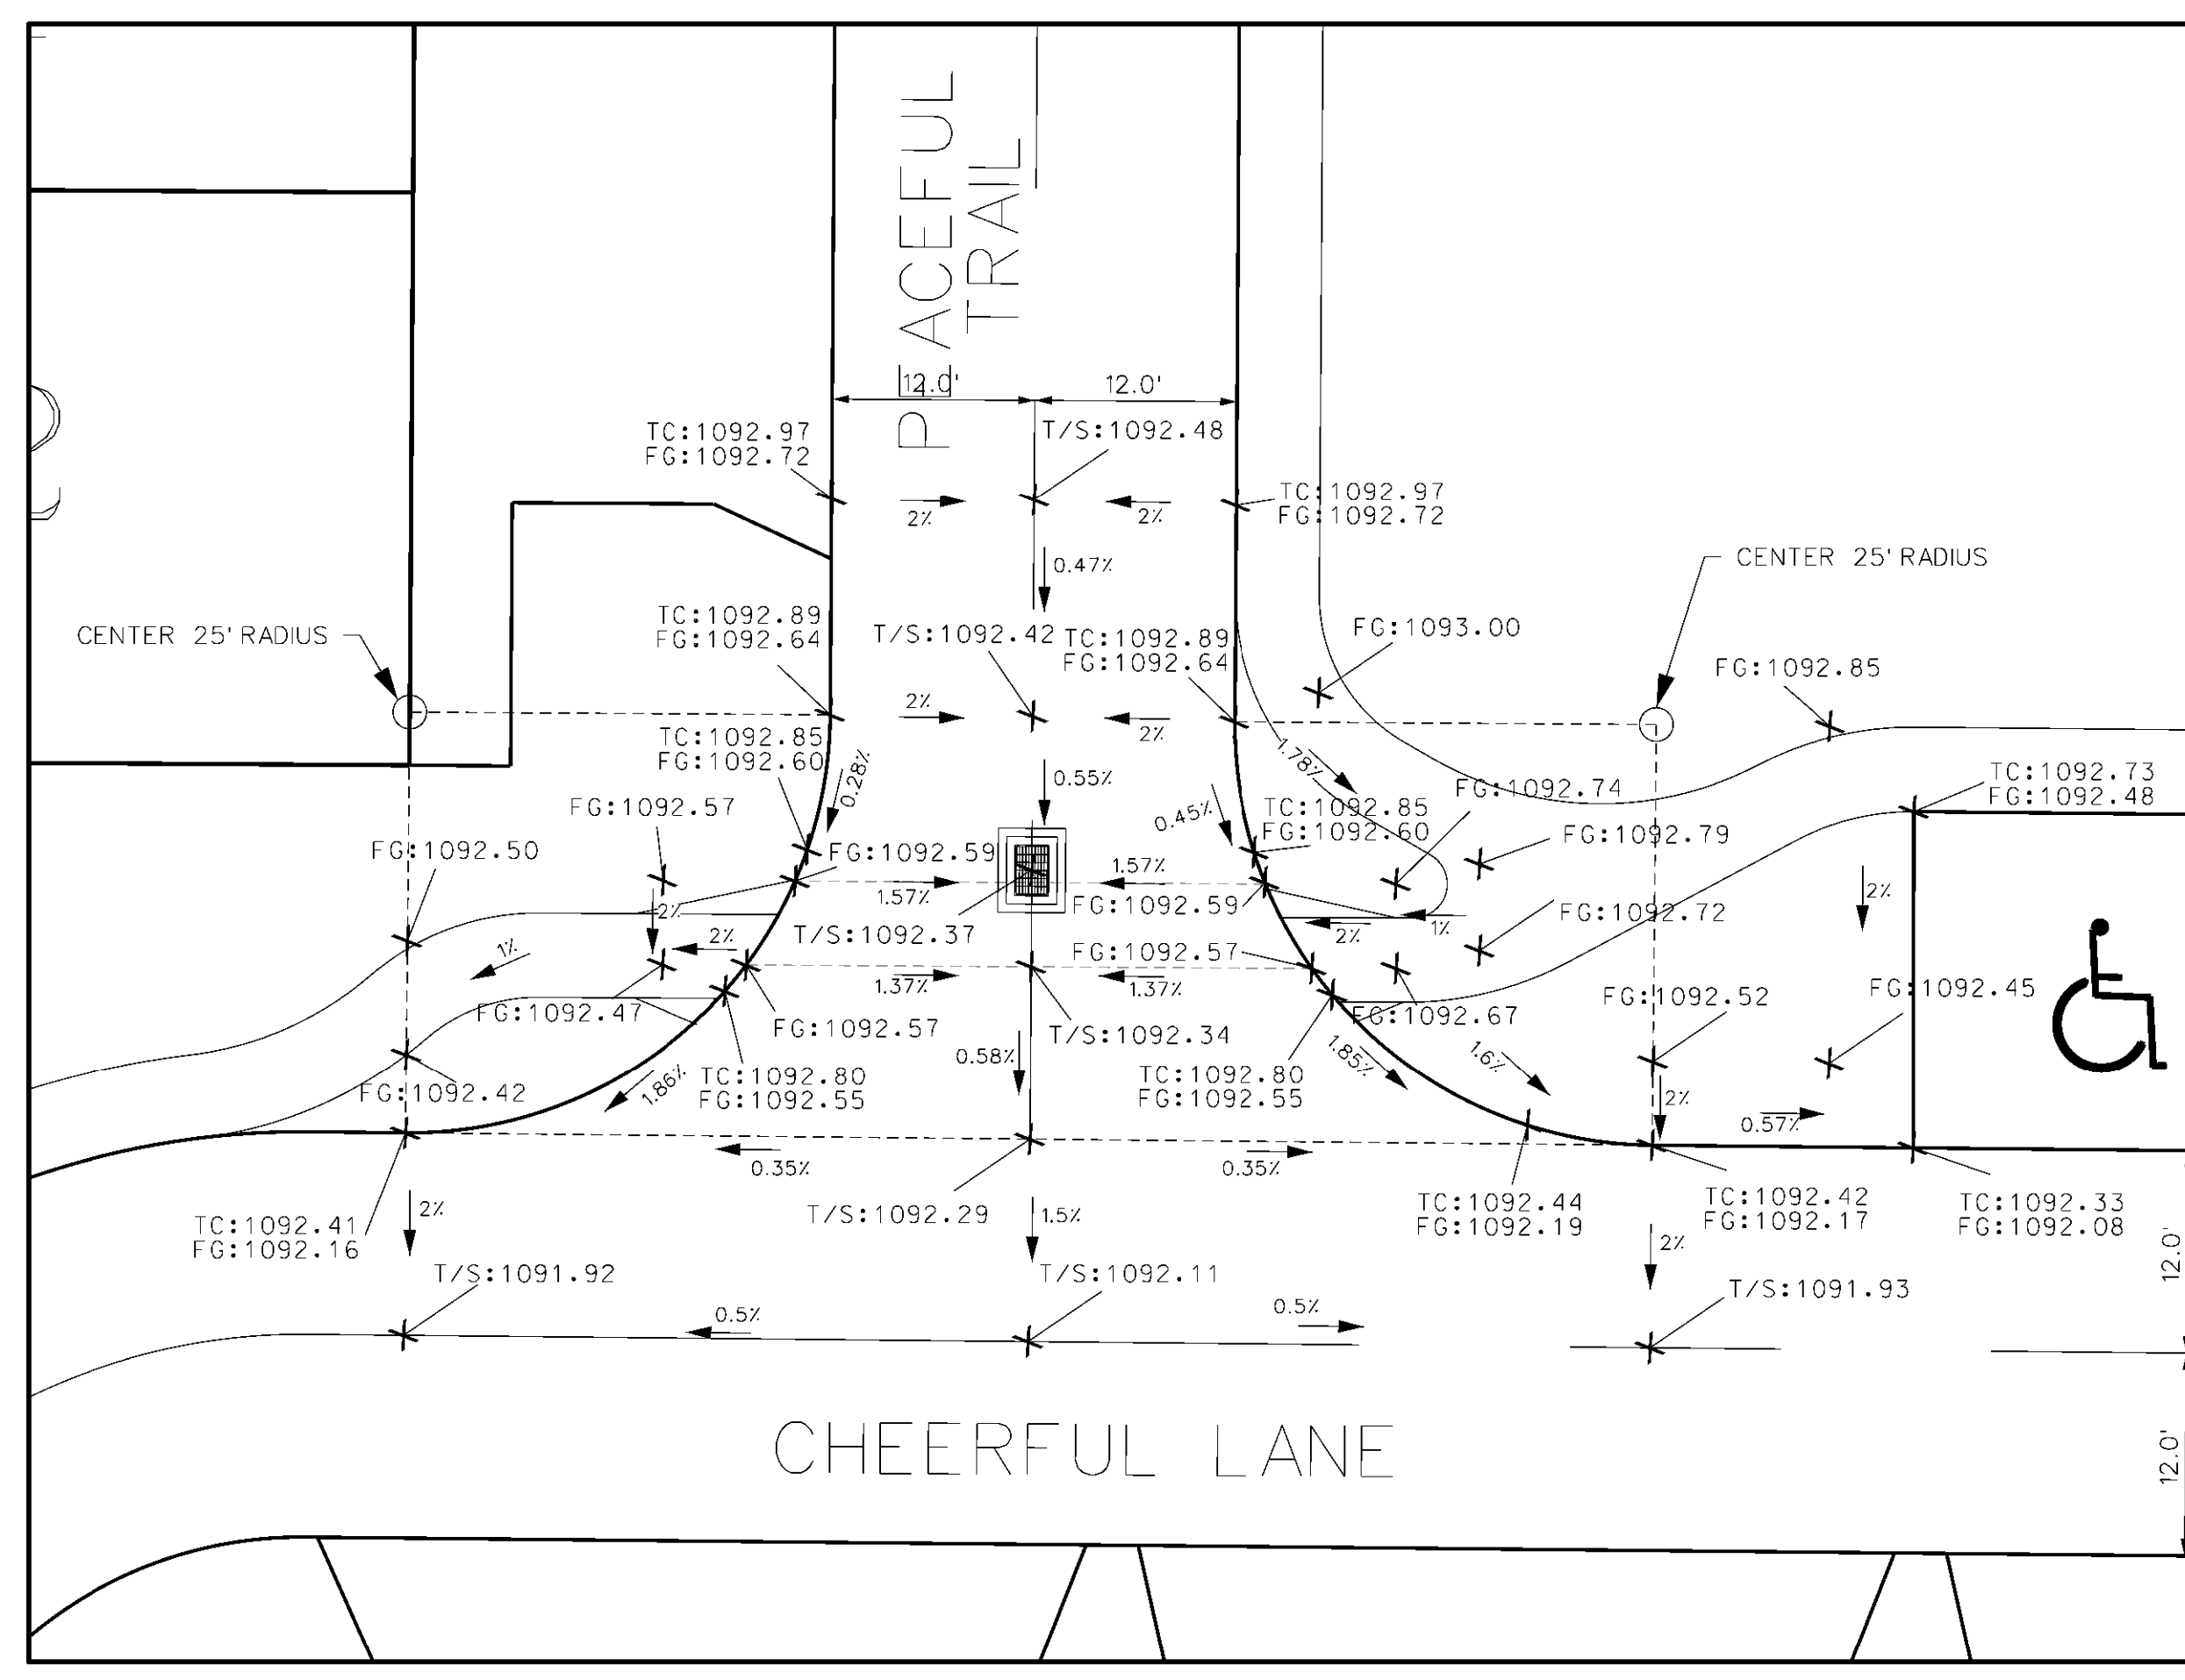 PEACEFUL
TRAIL
12.0'
12.0'
TC:1092.97
FG:1092.72
T/S:1092.48
2%
2%
TC:1092.97
FG:1092.72
0.47%
CENTER 25' RADIUS
CENTER 25' RADIUS
TC:1092.89
FG:1092.64
T/S:1092.42
TC:1092.89
FG:1092.64
FG:1093.00
FG:1092.85
2%
2%
TC:1092.85
FG:1092.60
0.28%
0.55%
1.78%
FG:1092.74
TC:1092.73
FG:1092.48
FG:1092.57
0.45%
TC:1092.85
FG:1092.60
FG:1092.79
FG:1092.50
FG:1092.59
1.57%
1.57%
FG:1092.59
2%
2%
FG:1092.72
1%
2%
T/S:1092.37
2%
1%
FG:1092.57
1.37%
1.37%
FG:1092.47
FG:1092.57
T/S:1092.34
FG:1092.67
FG:1092.52
FG:1092.45
0.58%
1.85%
1.6%
1.86%
TC:1092.80
FG:1092.55
TC:1092.80
FG:1092.55
FG:1092.42
2%
0.57%
0.35%
0.35%
TC:1092.41
FG:1092.16
2%
T/S:1092.29
1.5%
TC:1092.44
FG:1092.19
TC:1092.42
FG:1092.17
TC:1092.33
FG:1092.08
2%
12.0'
T/S:1091.92
T/S:1092.11
T/S:1091.93
0.5%
0.5%
CHEERFUL LANE
12.0'